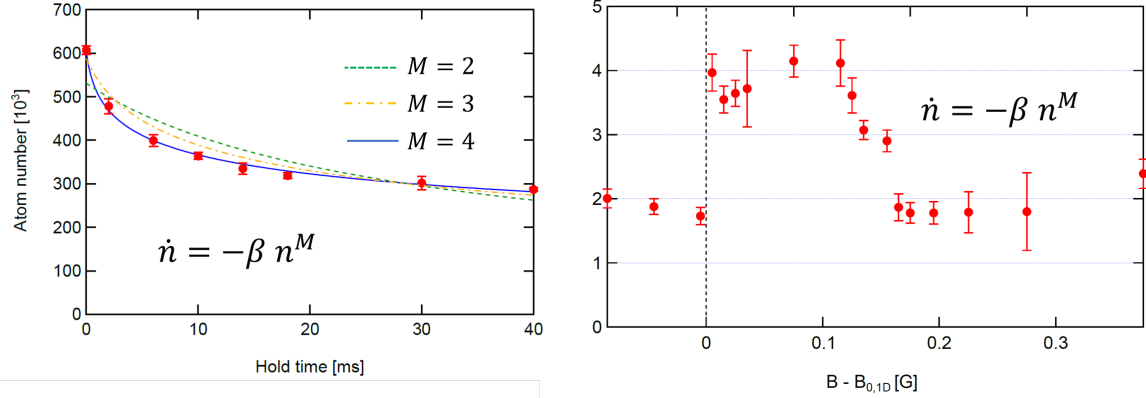 700
600
500
400
300
200
100
0
Atom number [10³]
M = 2
M = 3
M = 4
ṅ = −β n^M
0 10 20 30 40
Hold time [ms]
5
4
3
2
1
0
ṅ = −β n^M
0 0.1 0.2 0.3
B - B₀,₁D [G]